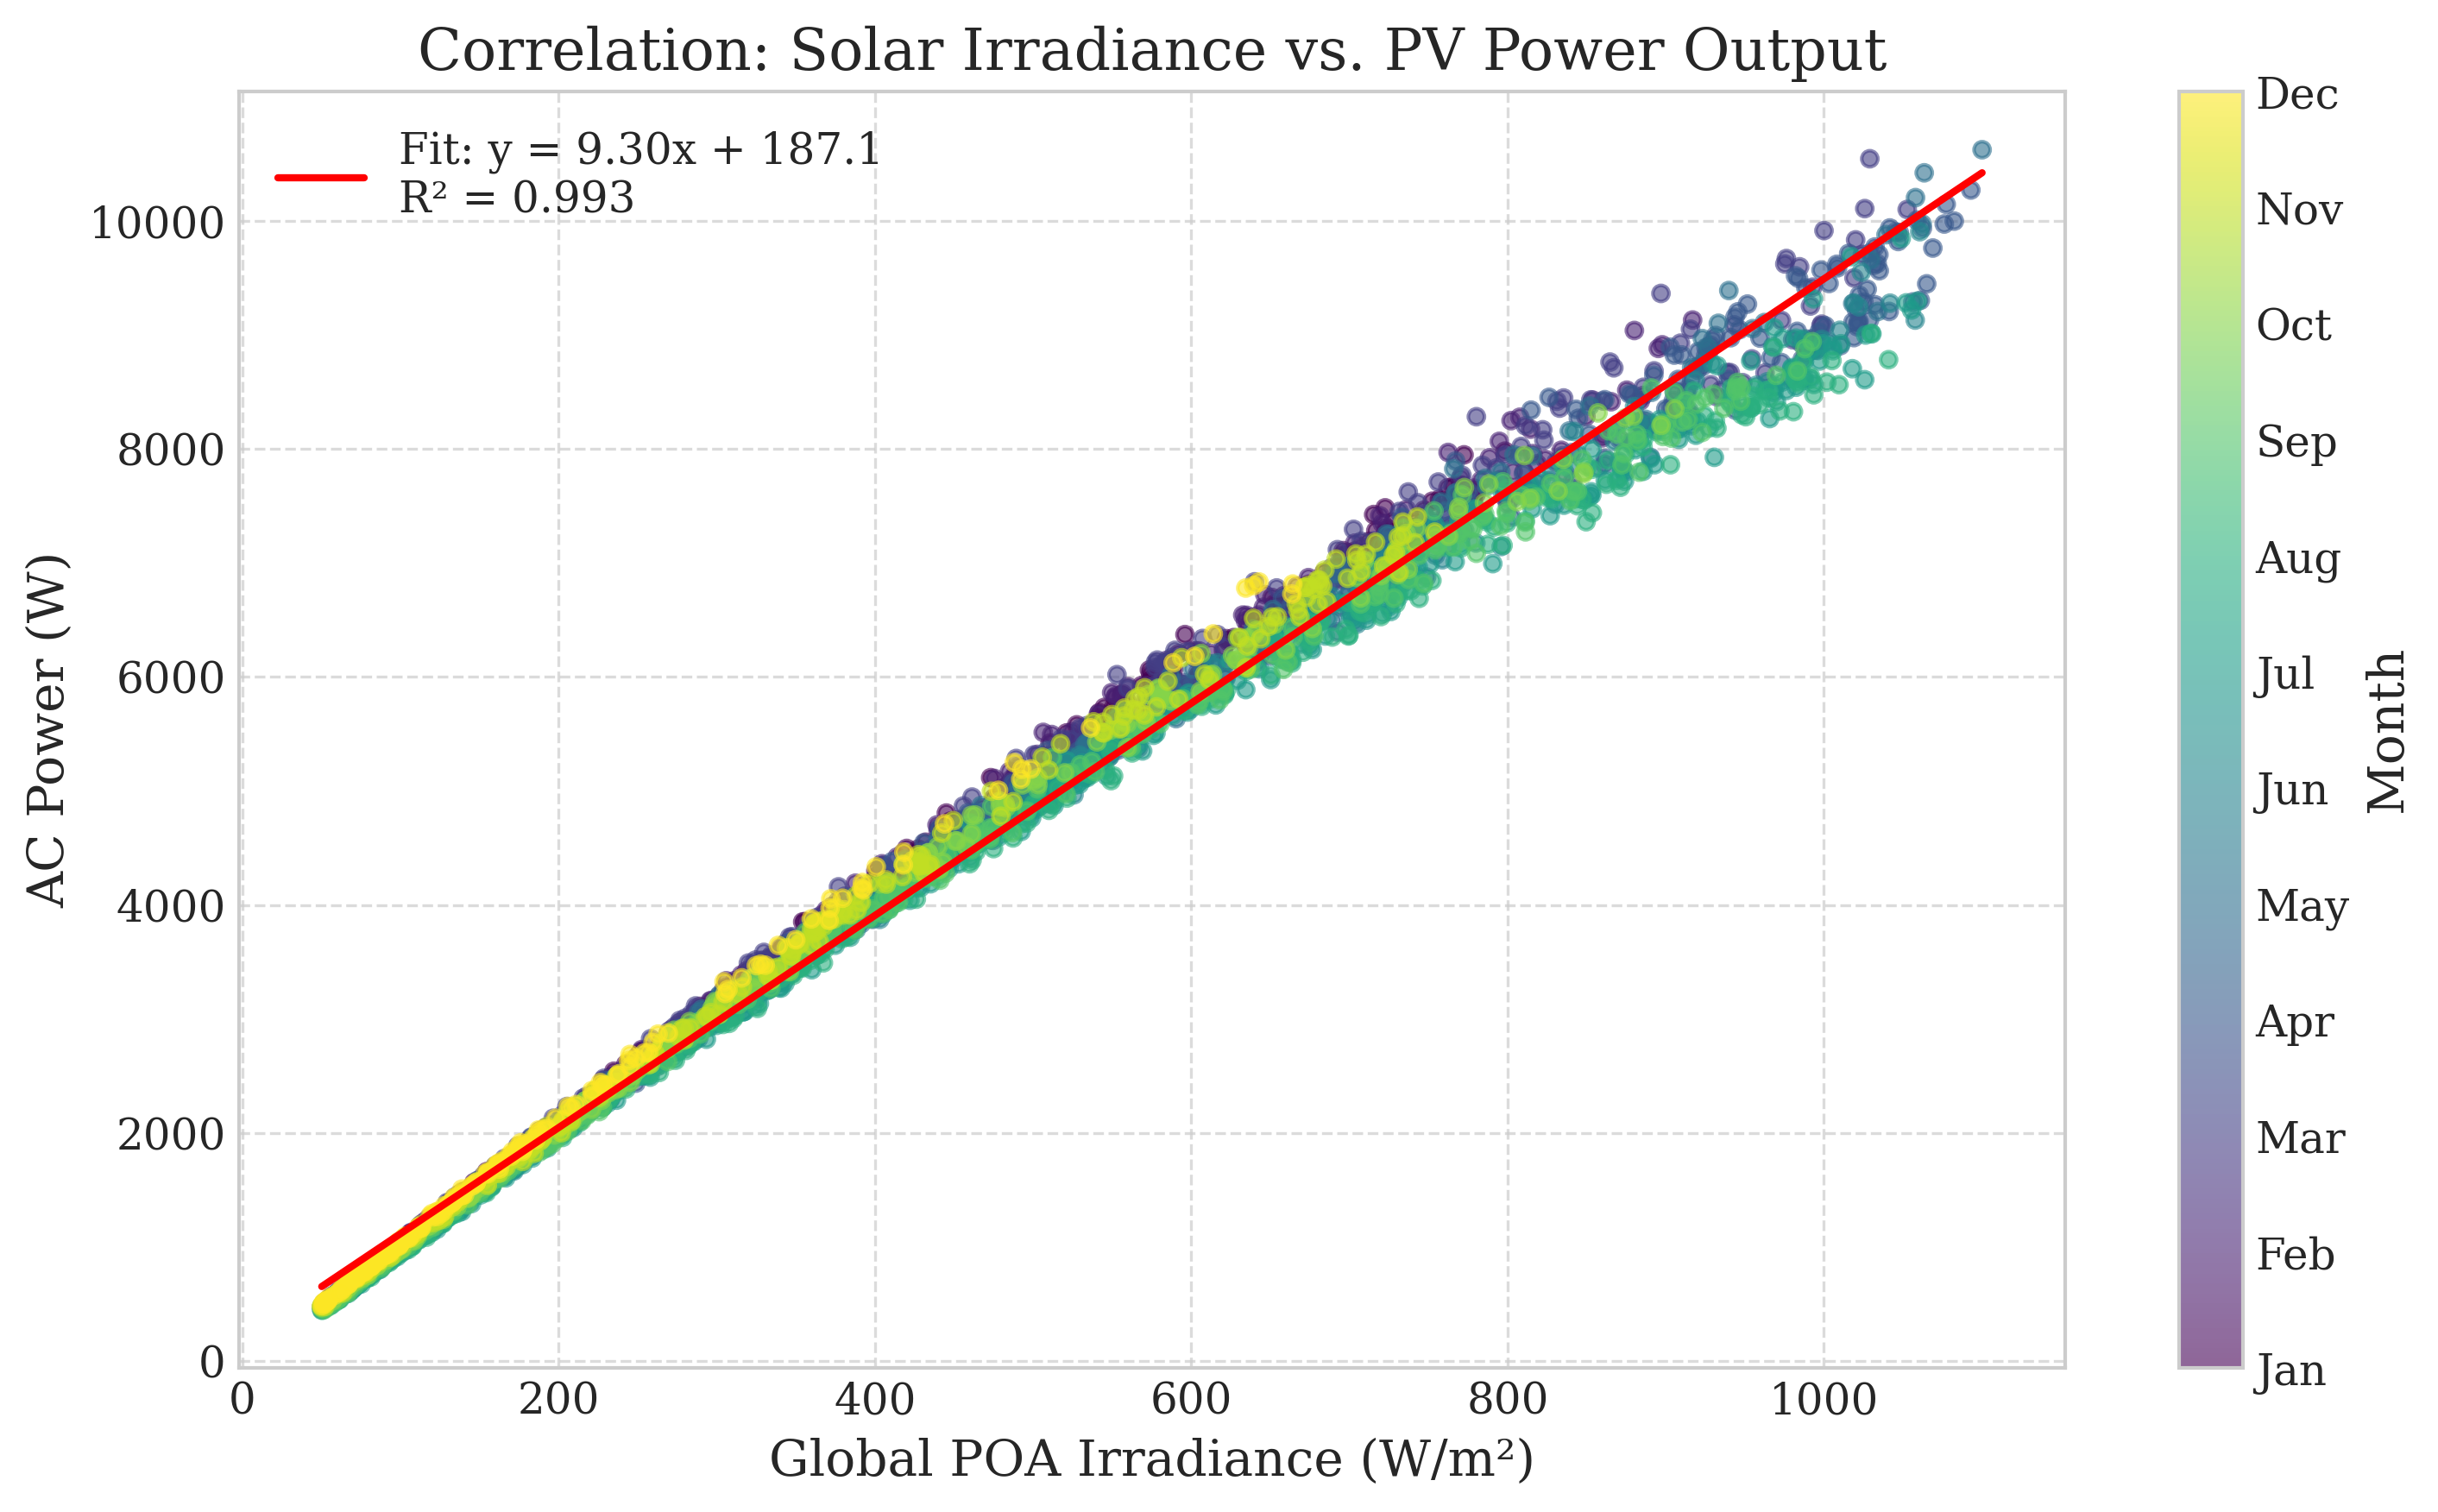 Correlation: Solar Irradiance vs. PV Power Output
Fit: y = 9.30x + 187.1
R² = 0.993
AC Power (W)
10000
8000
6000
4000
2000
0
0 200 400 600 800 1000
Global POA Irradiance (W/m²)
Dec
Nov
Oct
Sep
Aug
Jul
Jun
May
Apr
Mar
Feb
Jan
Month